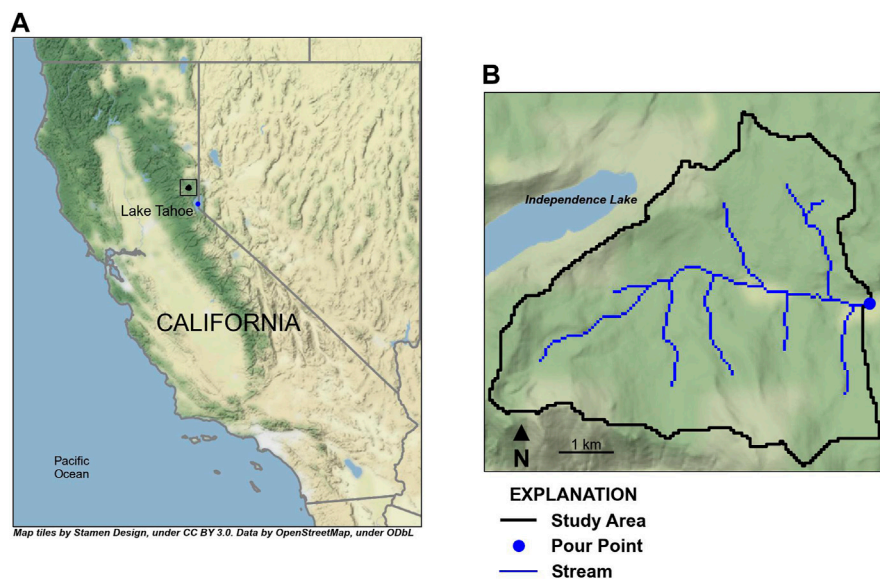 A
Lake Tahoe
CALIFORNIA
Pacific
Ocean
Map tiles by Stamen Design, under CC BY 3.0. Data by OpenStreetMap, under ODbL
B
Independence Lake
N
1 km
EXPLANATION
Study Area
Pour Point
Stream